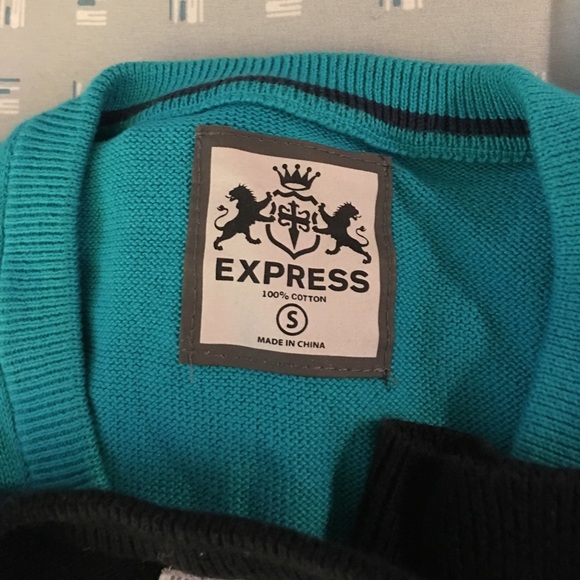 EXPRESS
100% COTTON
S
MADE IN CHINA